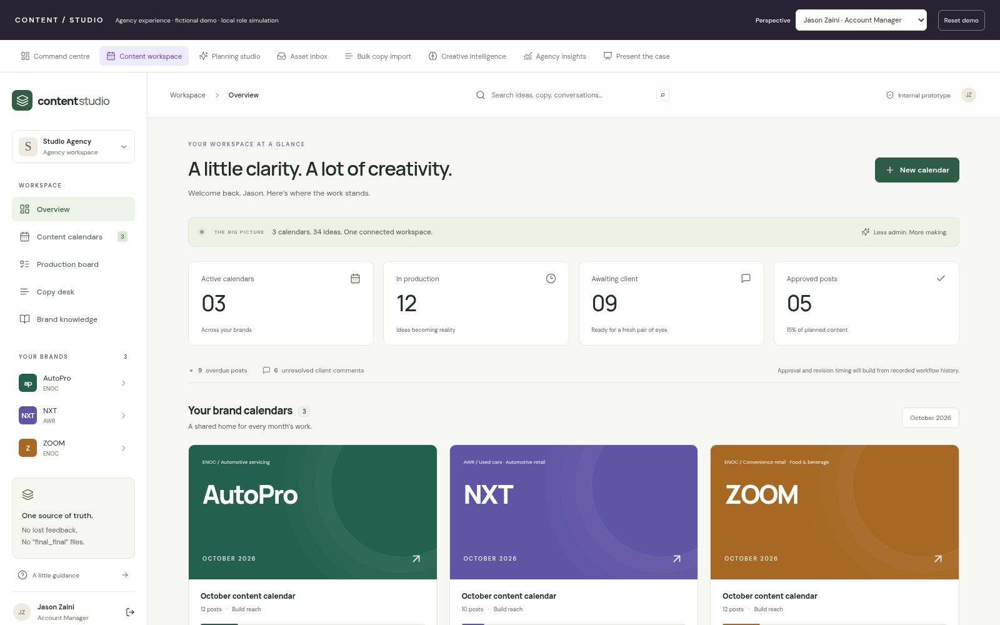 CONTENT / STUDIO
Agency experience · fictional demo · local role simulation
Perspective
Jason Zaini · Account Manager
Reset demo
Command centre
Content workspace
Planning studio
Asset inbox
Bulk copy import
Creative intelligence
Agency insights
Present the case
contentstudio
S
Studio Agency
Agency workspace
WORKSPACE
Overview
Content calendars
3
Production board
Copy desk
Brand knowledge
YOUR BRANDS
3
ap
AutoPro
ENOC
NXT
NXT
AWR
Z
ZOOM
ENOC
One source of truth.
No lost feedback.
No “final_final” files.
A little guidance
JZ
Jason Zaini
Account Manager
Workspace
Overview
Search ideas, copy, conversations…
Internal prototype
JZ
YOUR WORKSPACE AT A GLANCE
A little clarity. A lot of creativity.
Welcome back, Jason. Here’s where the work stands.
New calendar
THE BIG PICTURE
3 calendars. 34 ideas. One connected workspace.
Less admin. More making.
Active calendars
03
Across your brands
In production
12
Ideas becoming reality
Awaiting client
09
Ready for a fresh pair of eyes
Approved posts
05
15% of planned content
9 overdue posts
6 unresolved client comments
Approval and revision timing will build from recorded workflow history.
Your brand calendars
3
A shared home for every month’s work.
October 2026
ENOC / Automotive servicing
AutoPro
OCTOBER 2026
October content calendar
12 posts · Build reach
AWR / Used cars · Automotive retail
NXT
OCTOBER 2026
October content calendar
10 posts · Build reach
ENOC / Convenience retail · Food & beverage
ZOOM
OCTOBER 2026
October content calendar
12 posts · Build reach